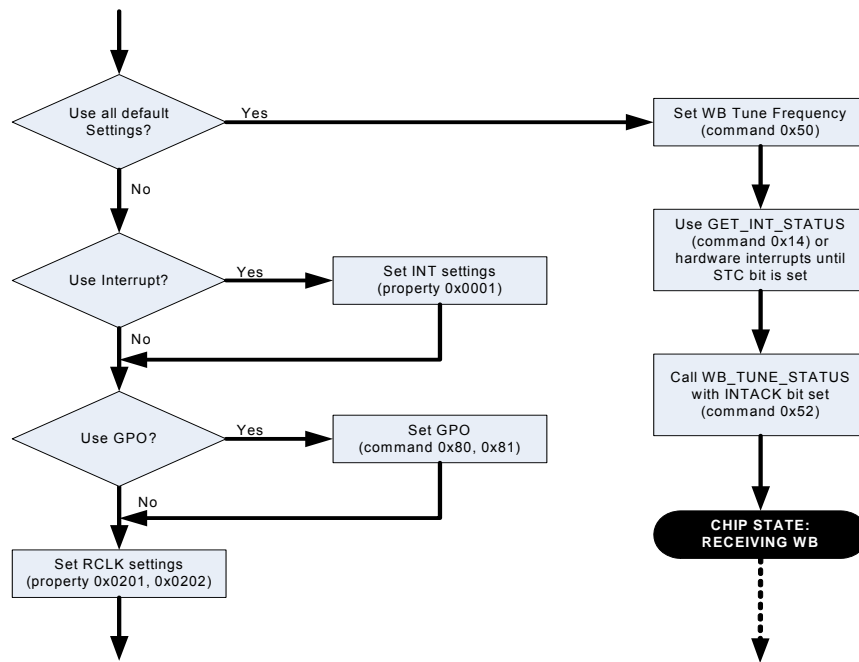 Use all default
Settings?
Yes
No
Set WB Tune Frequency
(command 0x50)
Use GET_INT_STATUS
(command 0x14) or
hardware interrupts until
STC bit is set
Use Interrupt?
Yes
No
Set INT settings
(property 0x0001)
Call WB_TUNE_STATUS
with INTACK bit set
(command 0x52)
Use GPO?
Yes
No
Set GPO
(command 0x80, 0x81)
CHIP STATE:
RECEIVING WB
Set RCLK settings
(property 0x0201, 0x0202)